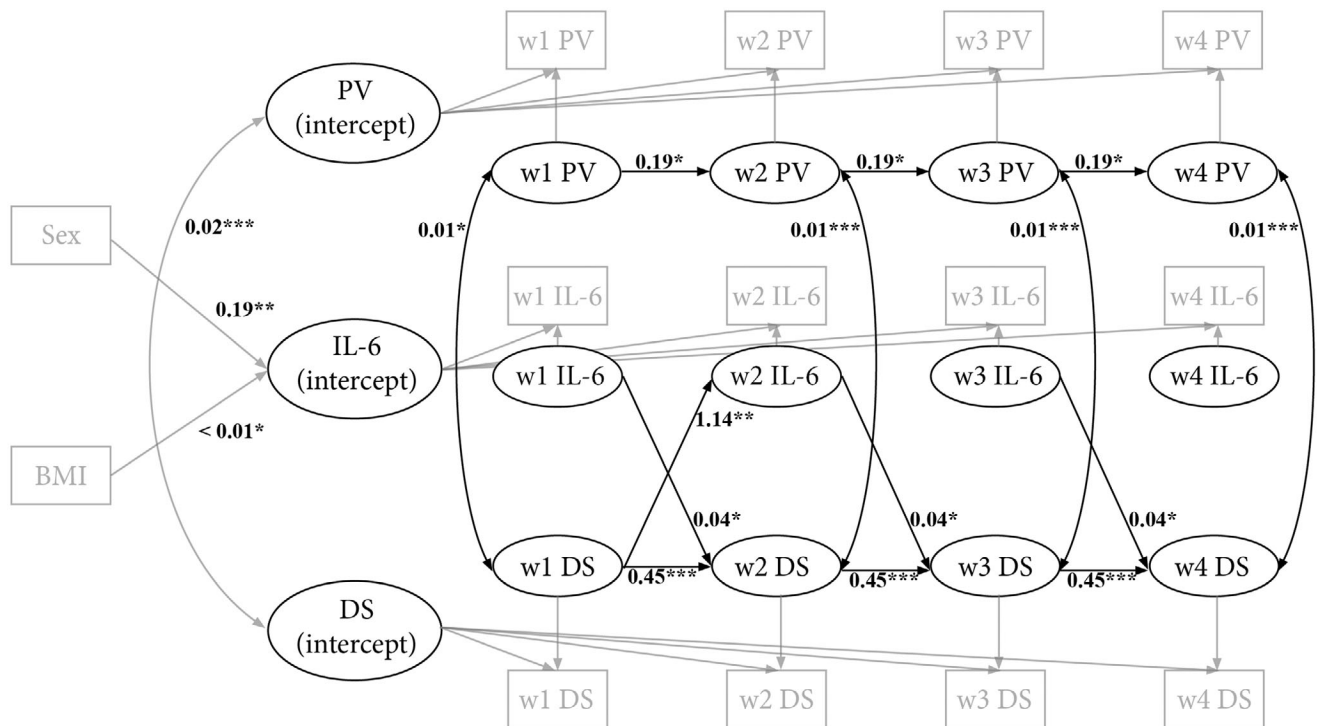 w1 PV
w2 PV
w3 PV
w4 PV
PV
(intercept)
w1 PV
0.19*
w2 PV
0.19*
w3 PV
0.19*
w4 PV
0.02***
0.01*
0.01***
0.01***
0.01***
Sex
0.19**
w1 IL-6
w2 IL-6
w3 IL-6
w4 IL-6
IL-6
(intercept)
w1 IL-6
w2 IL-6
w3 IL-6
w4 IL-6
< 0.01*
1.14**
BMI
0.04*
0.04*
0.04*
w1 DS
0.45***
w2 DS
0.45***
w3 DS
0.45***
w4 DS
DS
(intercept)
w1 DS
w2 DS
w3 DS
w4 DS